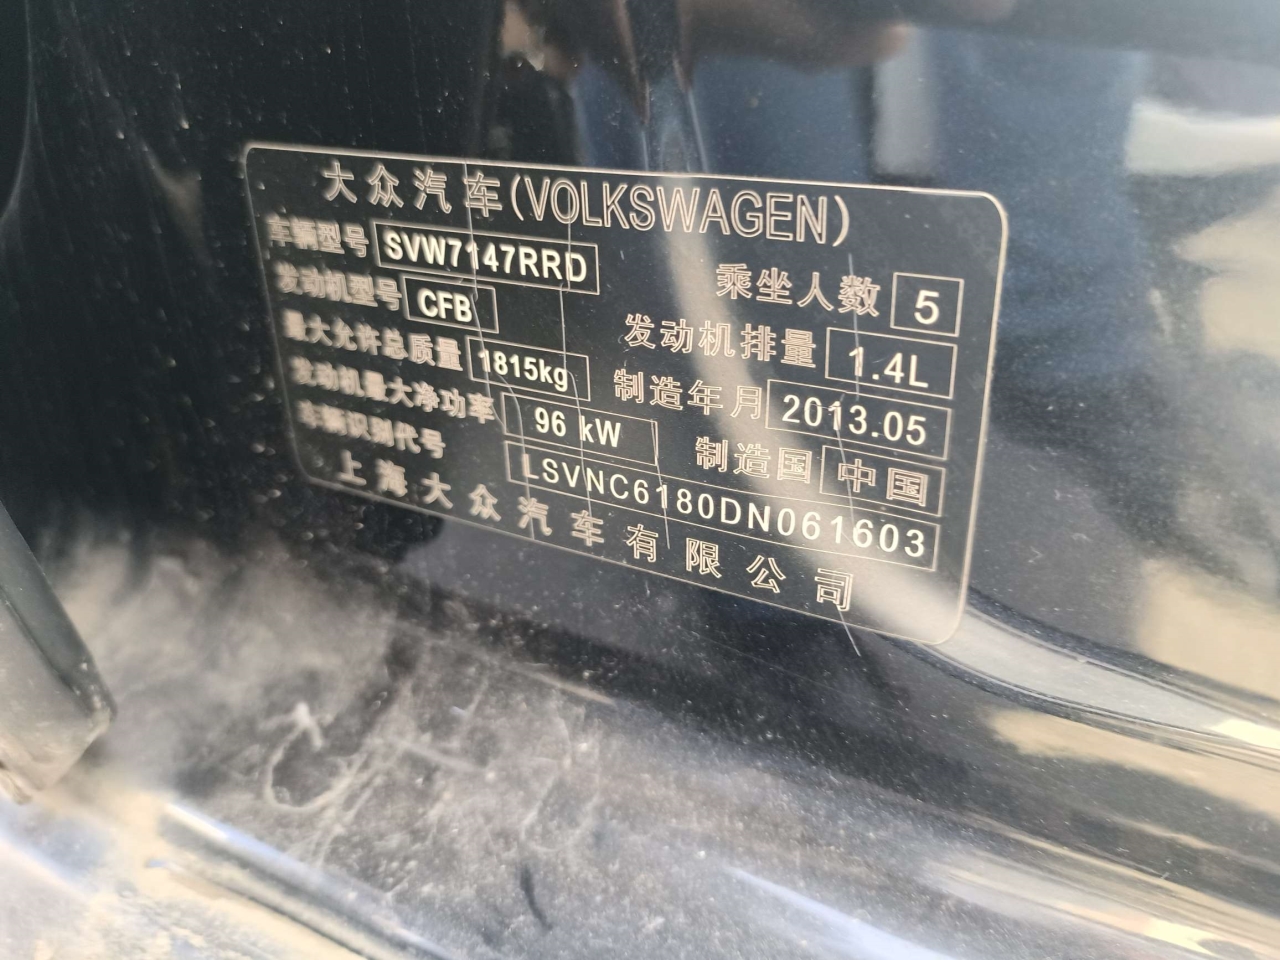 大众汽车(VOLKSWAGEN)
车辆型号 SVW7147RRD 乘坐人数 5
发动机型号 CFB 发动机排量 1.4L
最大允许总质量 1815kg 制造年月 2013.05
发动机最大净功率 96 kW 制造国 中国
车辆识别代号 LSVNC6180DN061603
上海大众汽车有限公司